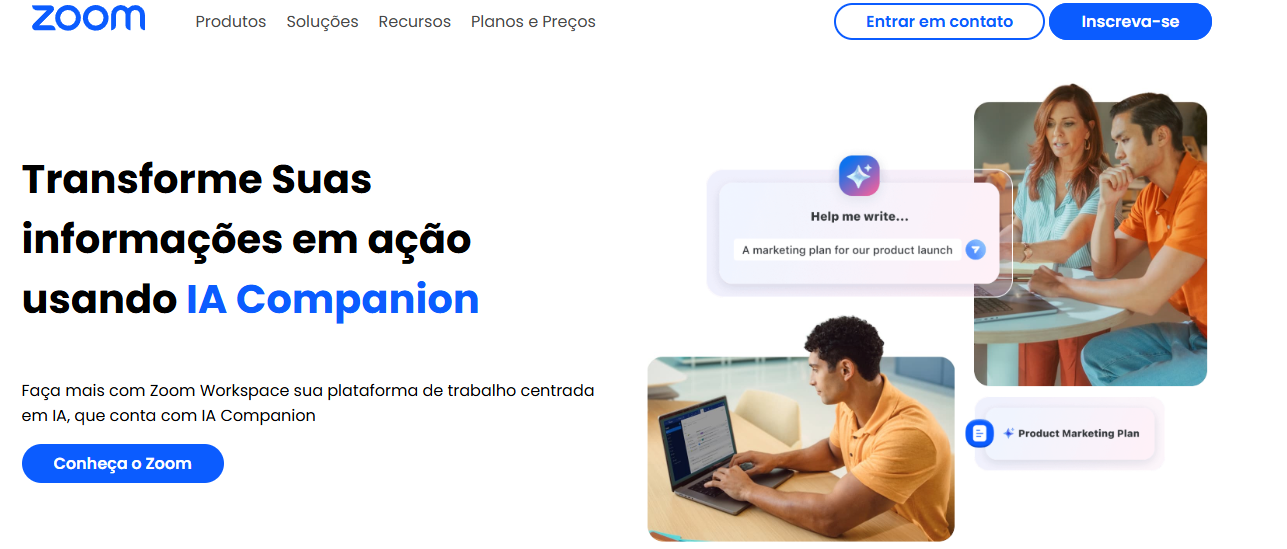 zoom
Produtos Soluções Recursos Planos e Preços
Entrar em contato Inscreva-se
Transforme Suas
informações em ação
usando IA Companion
Faça mais com Zoom Workspace sua plataforma de trabalho centrada
em IA, que conta com IA Companion
Conheça o Zoom
Help me write...
A marketing plan for our product launch
Product Marketing Plan